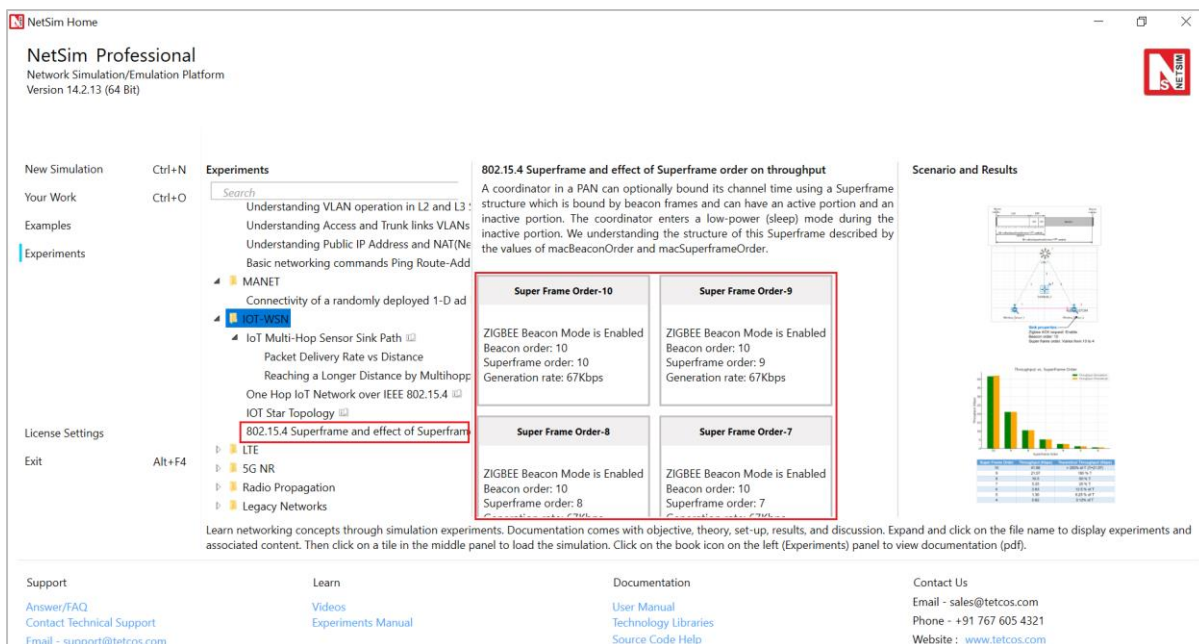 NetSim Home
NetSim Professional
Network Simulation/Emulation Platform
Version 14.2.13 (64 Bit)
NETSIM
New Simulation Ctrl+N
Your Work Ctrl+O
Examples
Experiments
License Settings
Exit Alt+F4
Experiments
Search
Understanding VLAN operation in L2 and L3
Understanding Access and Trunk links VLANs
Understanding Public IP Address and NAT(Ne
Basic networking commands Ping Route-Add
MANET
Connectivity of a randomly deployed 1-D ad
IOT-WSN
IoT Multi-Hop Sensor Sink Path
Packet Delivery Rate vs Distance
Reaching a Longer Distance by Multihopp
One Hop IoT Network over IEEE 802.15.4
IOT Star Topology
802.15.4 Superframe and effect of Superfram
LTE
5G NR
Radio Propagation
Legacy Networks
802.15.4 Superframe and effect of Superframe order on throughput
A coordinator in a PAN can optionally bound its channel time using a Superframe
structure which is bound by beacon frames and can have an active portion and an
inactive portion. The coordinator enters a low-power (sleep) mode during the
inactive portion. We understanding the structure of this Superframe described by
the values of macBeaconOrder and macSuperframeOrder.
Super Frame Order-10
ZIGBEE Beacon Mode is Enabled
Beacon order: 10
Superframe order: 10
Generation rate: 67Kbps
Super Frame Order-9
ZIGBEE Beacon Mode is Enabled
Beacon order: 10
Superframe order: 9
Generation rate: 67Kbps
Super Frame Order-8
ZIGBEE Beacon Mode is Enabled
Beacon order: 10
Superframe order: 8
Super Frame Order-7
ZIGBEE Beacon Mode is Enabled
Beacon order: 10
Superframe order: 7
Scenario and Results
Throughput vs. SuperFrame Order
Learn networking concepts through simulation experiments. Documentation comes with objective, theory, set-up, results, and discussion. Expand and click on the file name to display experiments and
associated content. Then click on a tile in the middle panel to load the simulation. Click on the book icon on the left (Experiments) panel to view documentation (pdf).
Support
Answer/FAQ
Contact Technical Support
Email - support@tetcos.com
Learn
Videos
Experiments Manual
Documentation
User Manual
Technology Libraries
Source Code Help
Contact Us
Email - sales@tetcos.com
Phone - +91 767 605 4321
Website : www.tetcos.com